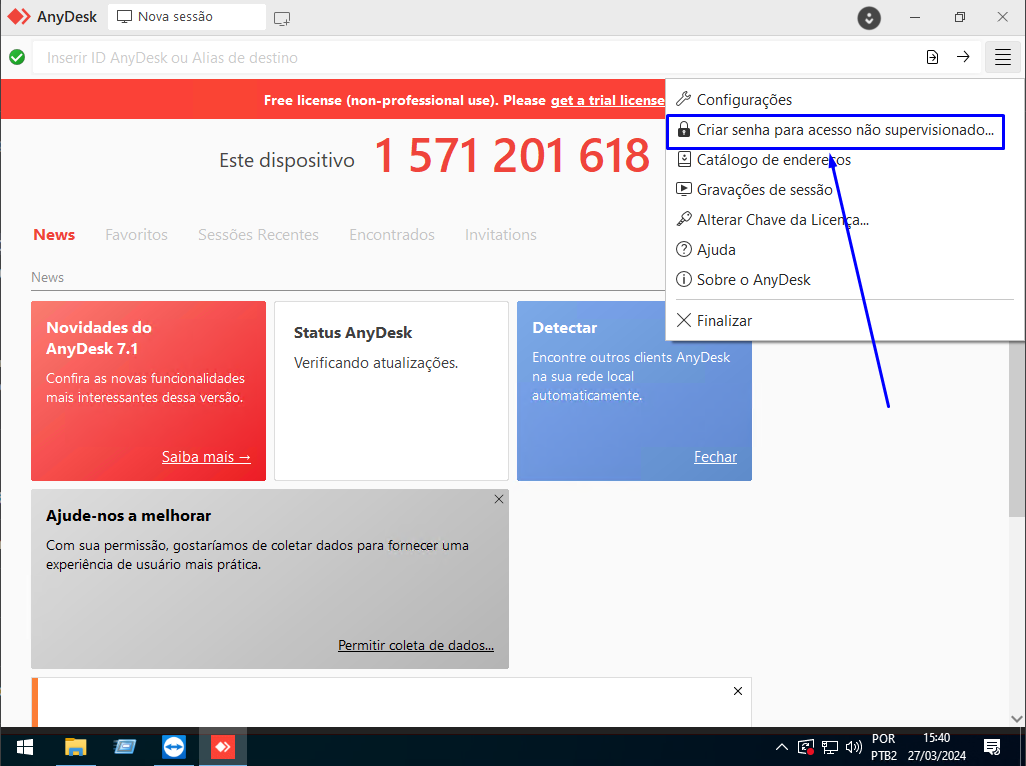 AnyDesk
Nova sessão
Inserir ID AnyDesk ou Alias de destino
Free license (non-professional use). Please get a trial license
Este dispositivo
1 571 201 618
Configurações
Criar senha para acesso não supervisionado...
Catálogo de endereços
Gravações de sessão
Alterar Chave da Licença...
Ajuda
Sobre o AnyDesk
Finalizar
News
Favoritos
Sessões Recentes
Encontrados
Invitations
News
Novidades do
AnyDesk 7.1
Confira as novas funcionalidades
mais interessantes dessa versão.
Saiba mais →
Status AnyDesk
Verificando atualizações.
Detectar
Encontre outros clients AnyDesk
na sua rede local
automaticamente.
Fechar
Ajude-nos a melhorar
Com sua permissão, gostaríamos de coletar dados para fornecer uma
experiência de usuário mais prática.
Permitir coleta de dados...
POR
PTB2
15:40
27/03/2024